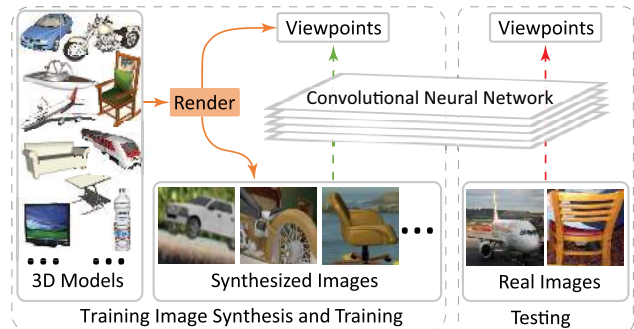 Viewpoints
Viewpoints
Render
Convolutional Neural Network
3D Models
Synthesized Images
Real Images
Training Image Synthesis and Training
Testing